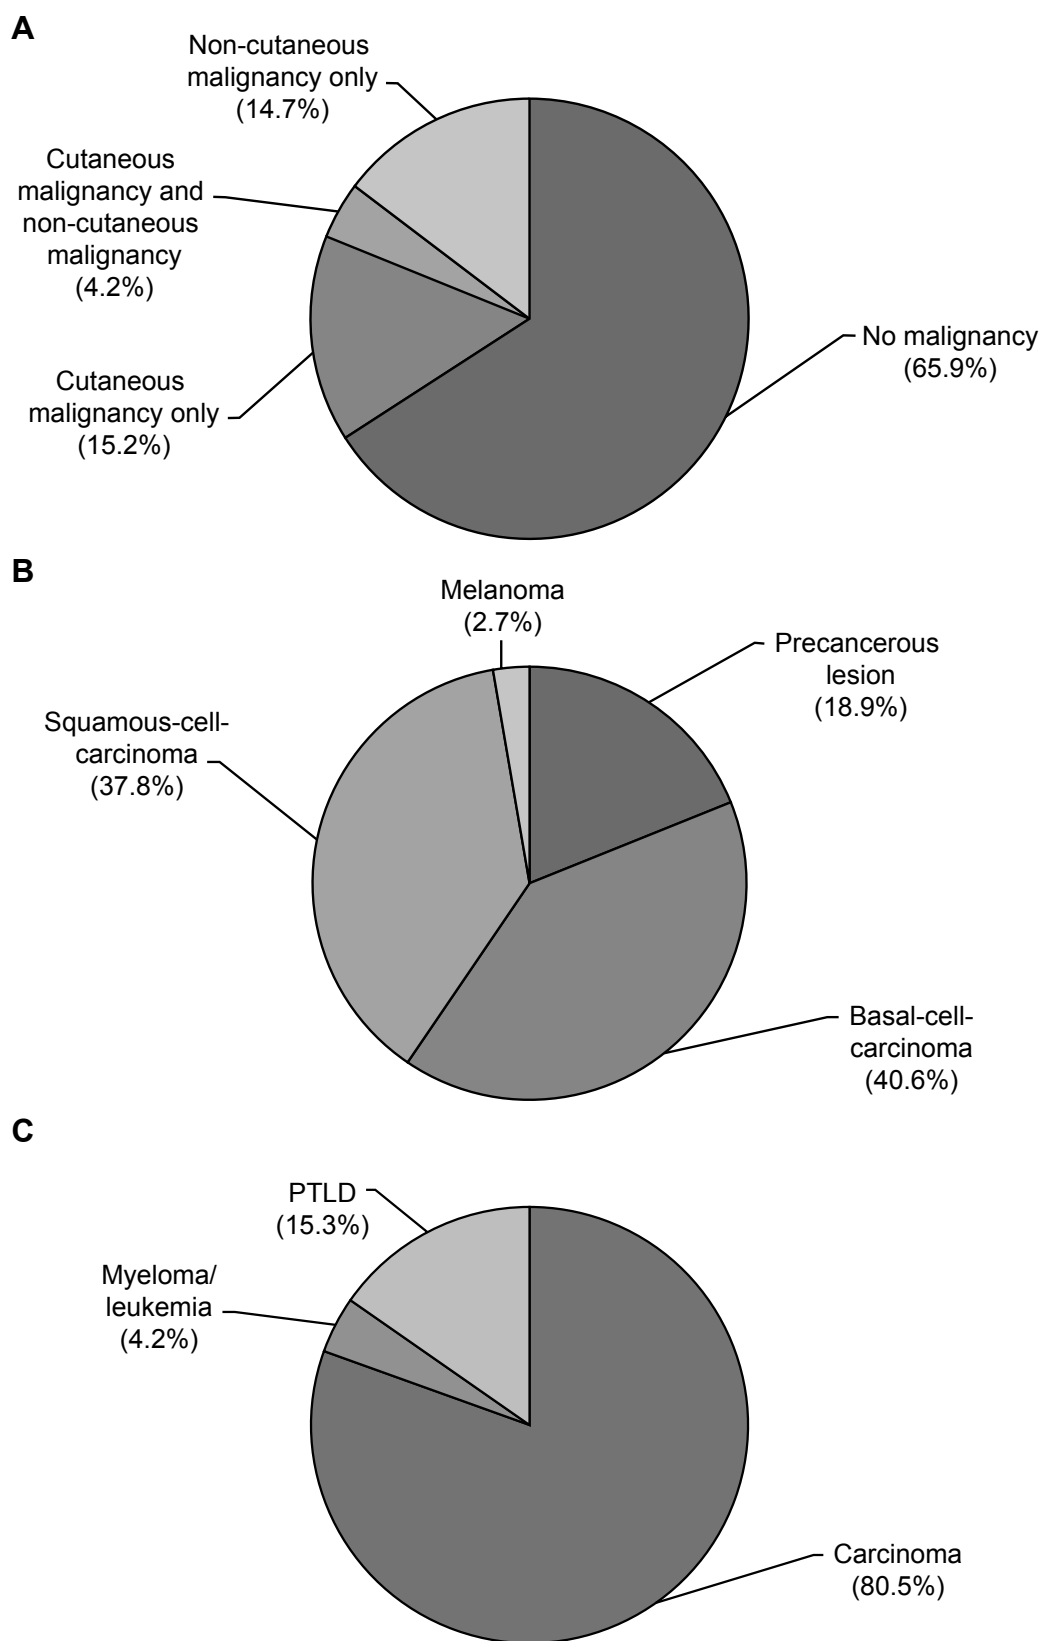 A
Non-cutaneous
malignancy only
(14.7%)
Cutaneous
malignancy and
non-cutaneous
malignancy
(4.2%)
No malignancy
(65.9%)
Cutaneous
malignancy only
(15.2%)
B
Melanoma
(2.7%)
Precancerous
lesion
(18.9%)
Squamous-cell-
carcinoma
(37.8%)
Basal-cell-
carcinoma
(40.6%)
C
PTLD
(15.3%)
Myeloma/
leukemia
(4.2%)
Carcinoma
(80.5%)